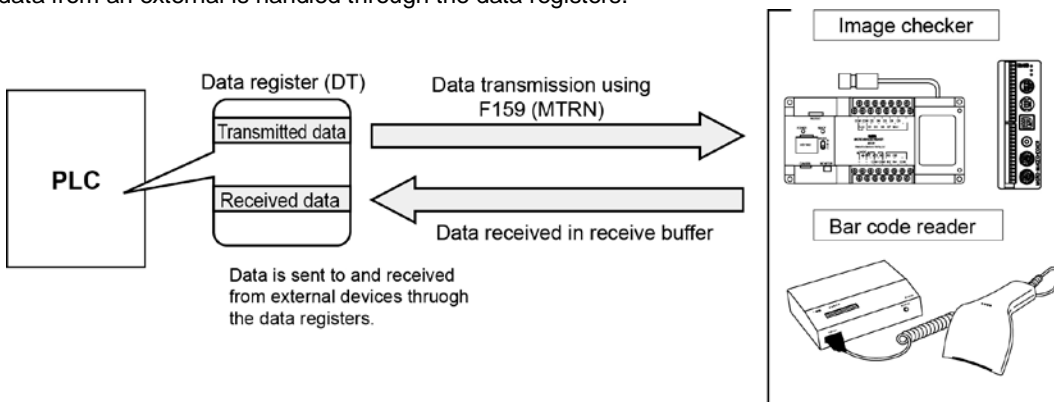 data from an external is handled through the data registers.
Image checker
Data register (DT)
Data transmission using
F159 (MTRN)
Transmitted data
PLC
Received data
Data received in receive buffer
Bar code reader
Data is sent to and received
from external devices thruogh
the data registers.